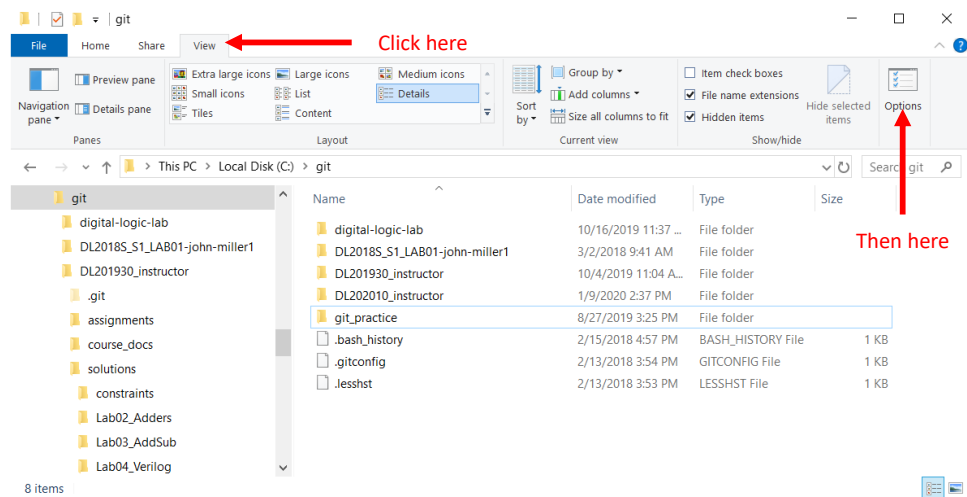 git
File Home Share View Click here
Preview pane Extra large icons Large icons Medium icons Group by Item check boxes
Small icons List Details Add columns File name extensions
Navigation pane Details pane Tiles Content Sort by Size all columns to fit Hidden items Hide selected items Options
Panes Layout Current view Show/hide
This PC > Local Disk (C:) > git Search git
git Name Date modified Type Size
digital-logic-lab digital-logic-lab 10/16/2019 11:37 ... File folder
Then here
DL2018S_S1_LAB01-john-miller1 DL2018S_S1_LAB01-john-miller1 3/2/2018 9:41 AM File folder
DL201930_instructor DL201930_instructor 10/4/2019 11:04 A... File folder
.git DL202010_instructor 1/9/2020 2:37 PM File folder
assignments git_practice 8/27/2019 3:25 PM File folder
course_docs .bash_history 2/15/2018 4:57 PM BASH_HISTORY File 1 KB
solutions .gitconfig 2/13/2018 3:54 PM GITCONFIG File 1 KB
constraints .lesshst 2/13/2018 3:53 PM LESSHST File 1 KB
Lab02_Adders
Lab03_AddSub
Lab04_Verilog
8 items